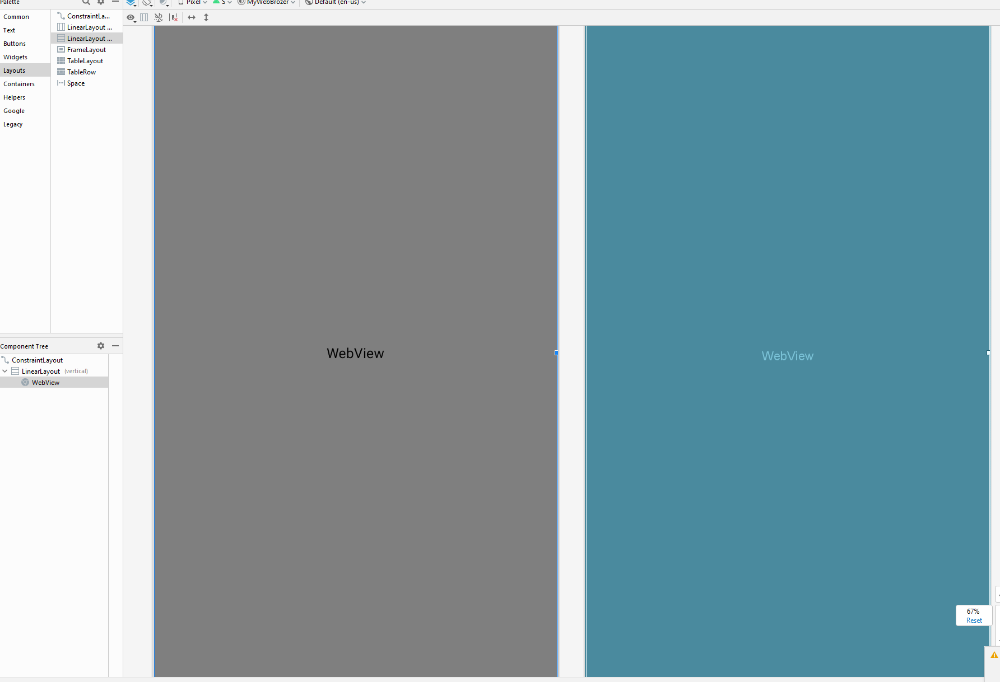 Palette
Pixel
S
MyWebBrozer
Default (en-us)
Common
Text
Buttons
Widgets
Layouts
Containers
Helpers
Google
Legacy
ConstraintLa...
LinearLayout ...
LinearLayout ...
FrameLayout
TableLayout
TableRow
Space
Component Tree
ConstraintLayout
LinearLayout (vertical)
WebView
WebView
WebView
67%
Reset